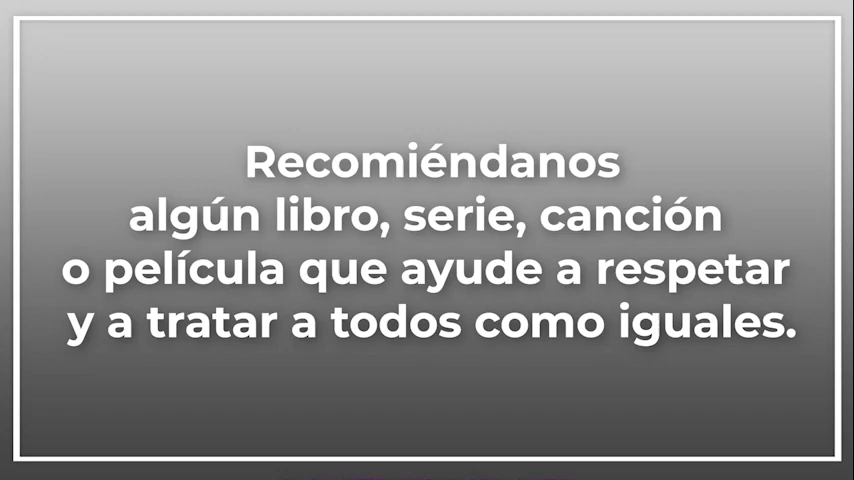 Recomiéndanos
algún libro, serie, canción
o película que ayude a respetar
y a tratar a todos como iguales.